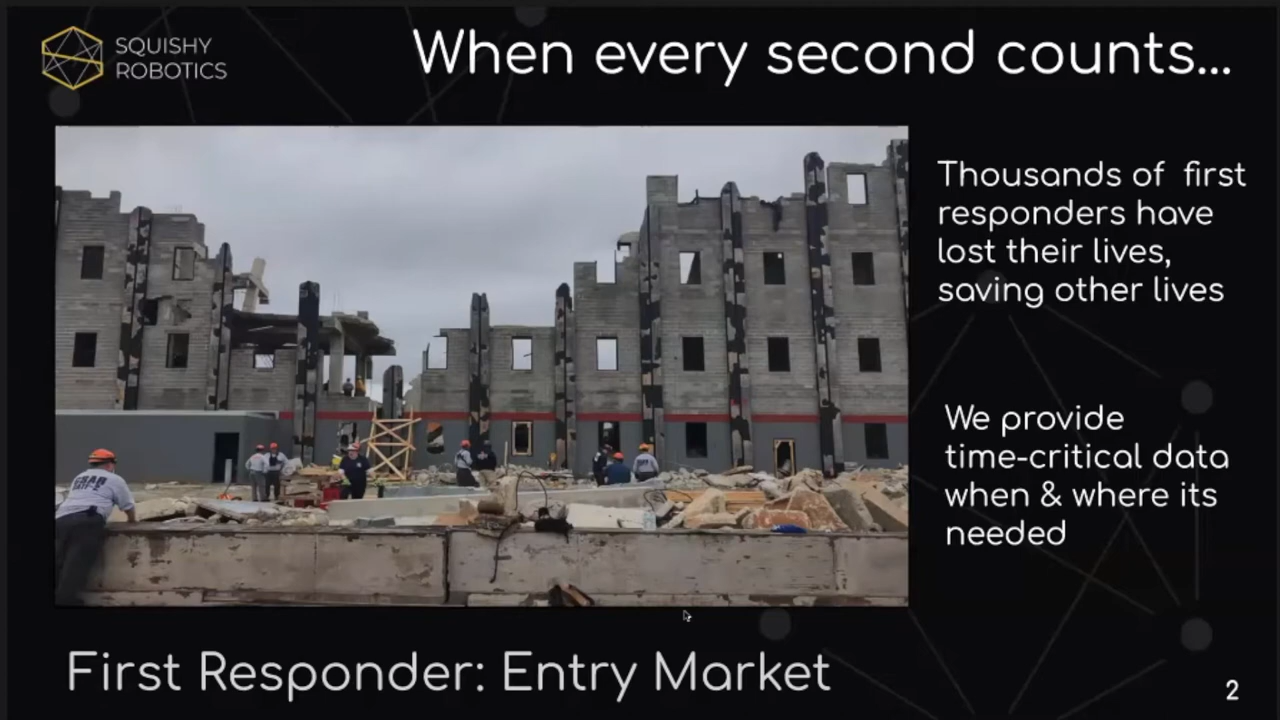 SQUISHY
ROBOTICS
When every second counts...
Thousands of first
responders have
lost their lives,
saving other lives
We provide
time-critical data
when & where its
needed
First Responder: Entry Market
2